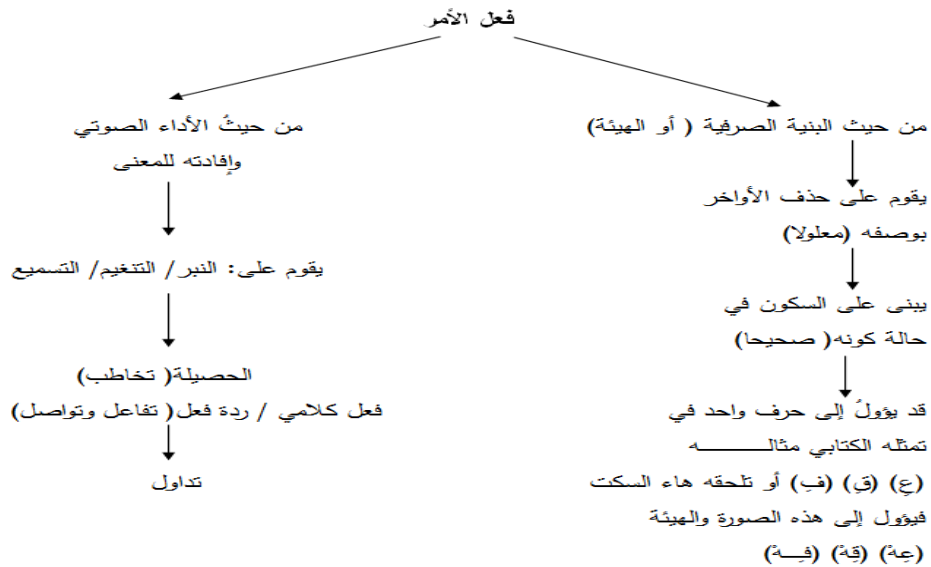 فعل الأمر
من حيث البنية الصرفية ( أو الهيئة)
يقوم على حذف الأواخر
بوصفه (معلولا)
يبنى على السكون في
حالة كونه( صحيحا)
قد يؤولُ إلى حرف واحد في
تمثله الكتابي مثالـــــــــه
(عِ) (قِ) (فِ) أو تلحقه هاء السكت
فيؤول إلى هذه الصورة والهيئة
(عِهْ) (قِهْ) (فِــهْ)
من حيثُ الأداء الصوتي
وإفادته للمعنى
يقوم على: النبر/ التنغيم/ التسميع
الحصيلة( تخاطب)
فعل كلامي / ردة فعل( تفاعل وتواصل)
تداول